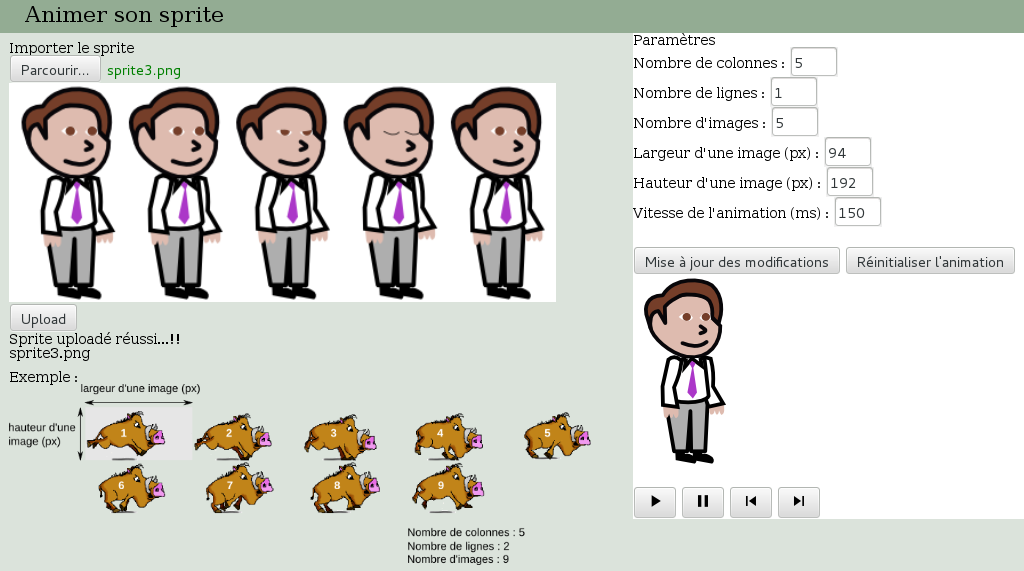 Animer son sprite
Importer le sprite
Parcourir... sprite3.png
Upload
Sprite uploadé réussi...!!
sprite3.png
Exemple :
largeur d'une image (px)
hauteur d'une
image (px)
1 2 3 4 5
6 7 8 9
Nombre de colonnes : 5
Nombre de lignes : 2
Nombre d'images : 9
Paramètres
Nombre de colonnes : 5
Nombre de lignes : 1
Nombre d'images : 5
Largeur d'une image (px) : 94
Hauteur d'une image (px) : 192
Vitesse de l'animation (ms) : 150
Mise à jour des modifications Réinitialiser l'animation